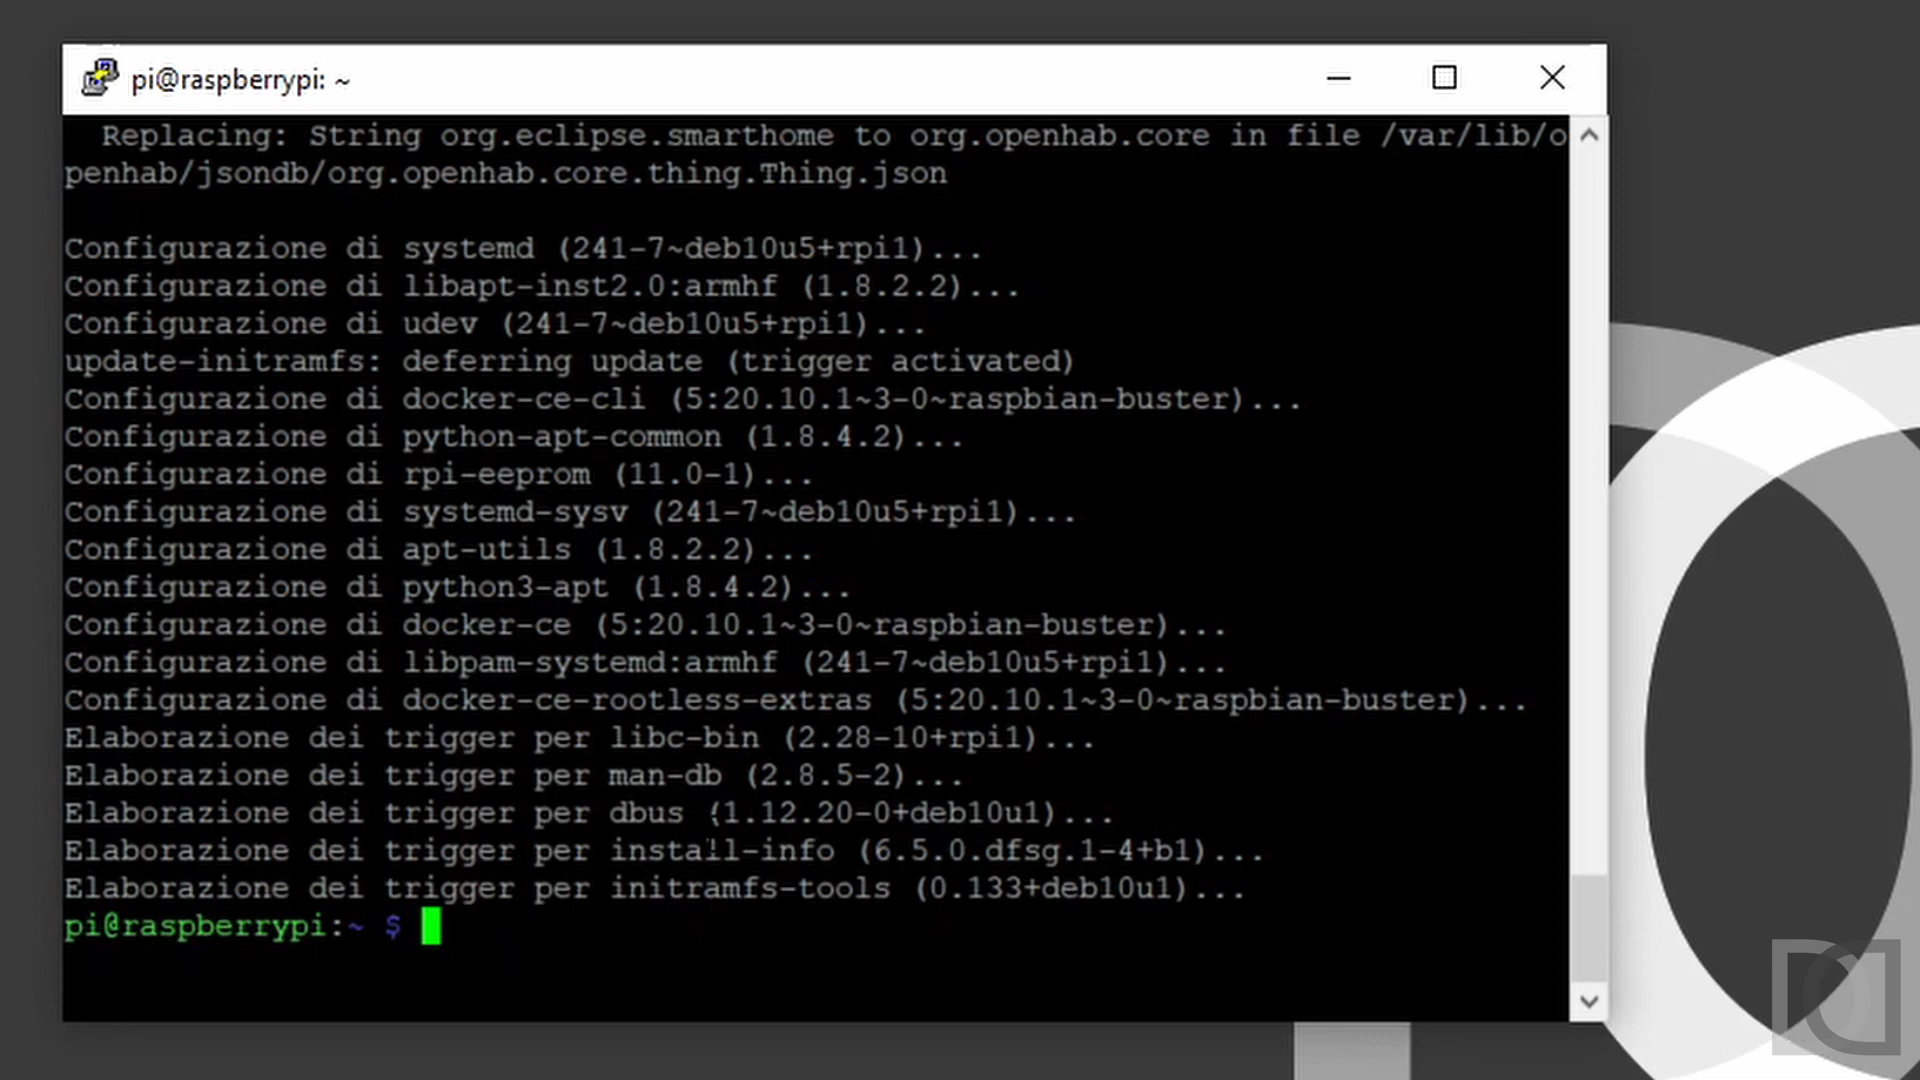 pi@raspberrypi: ~
Replacing: String org.eclipse.smarthome to org.openhab.core in file /var/lib/o
penhab/jsondb/org.openhab.core.thing.Thing.json
Configurazione di systemd (241-7~deb10u5+rpi1)...
Configurazione di libapt-inst2.0:armhf (1.8.2.2)...
Configurazione di udev (241-7~deb10u5+rpi1)...
update-initramfs: deferring update (trigger activated)
Configurazione di docker-ce-cli (5:20.10.1~3-0~raspbian-buster)...
Configurazione di python-apt-common (1.8.4.2)...
Configurazione di rpi-eeprom (11.0-1)...
Configurazione di systemd-sysv (241-7~deb10u5+rpi1)...
Configurazione di apt-utils (1.8.2.2)...
Configurazione di python3-apt (1.8.4.2)...
Configurazione di docker-ce (5:20.10.1~3-0~raspbian-buster)...
Configurazione di libpam-systemd:armhf (241-7~deb10u5+rpi1)...
Configurazione di docker-ce-rootless-extras (5:20.10.1~3-0~raspbian-buster)...
Elaborazione dei trigger per libc-bin (2.28-10+rpi1)...
Elaborazione dei trigger per man-db (2.8.5-2)...
Elaborazione dei trigger per dbus (1.12.20-0+deb10u1)...
Elaborazione dei trigger per install-info (6.5.0.dfsg.1-4+b1)...
Elaborazione dei trigger per initramfs-tools (0.133+deb10u1)...
pi@raspberrypi:~ $